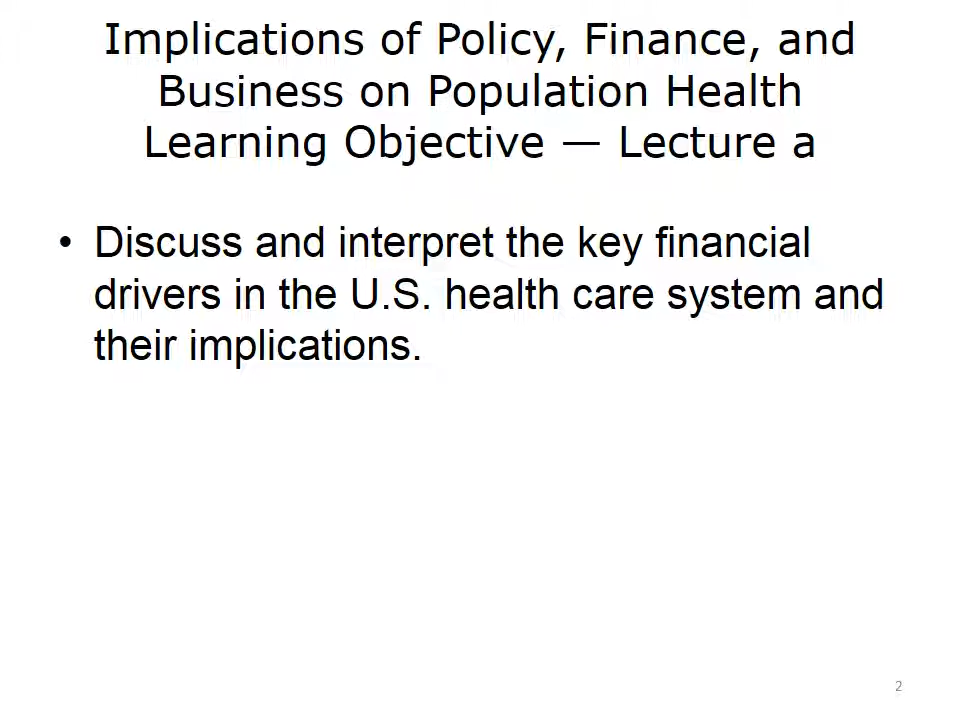 Implications of Policy, Finance, and
Business on Population Health
Learning Objective — Lecture a
• Discuss and interpret the key financial
drivers in the U.S. health care system and
their implications.
2